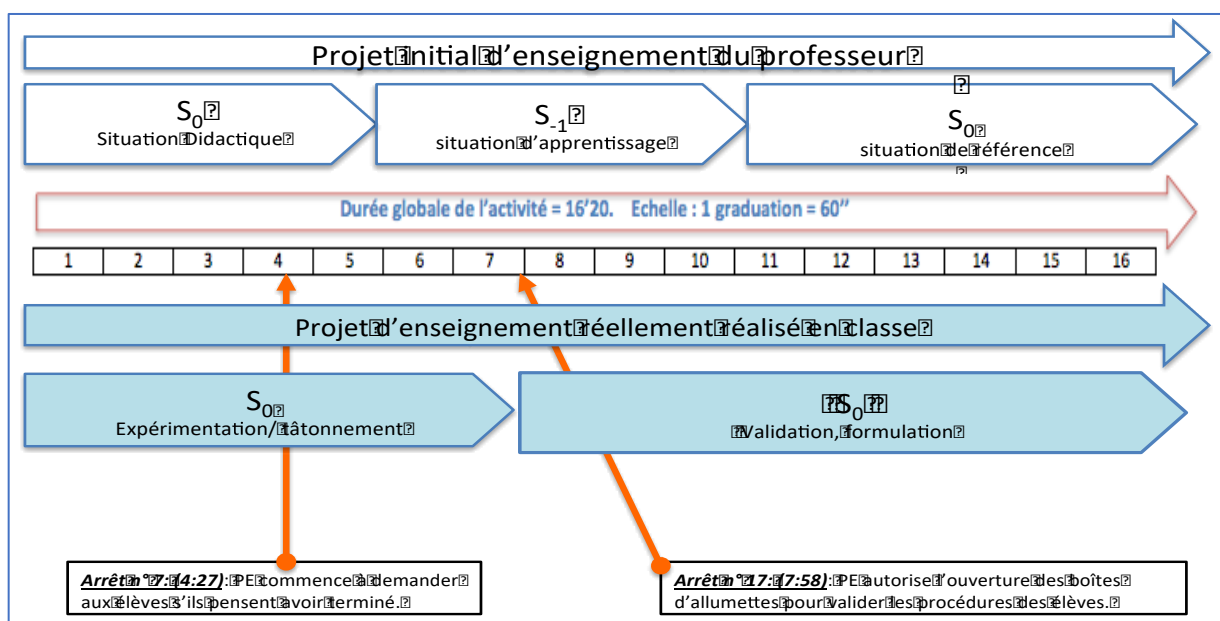 Projet initial d'enseignement du professeur
S0
Situation Didactique
S-1
situation d'apprentissage
S0
situation de référence
Durée globale de l'activité = 16'20. Echelle : 1 graduation = 60''
1 2 3 4 5 6 7 8 9 10 11 12 13 14 15 16
Projet d'enseignement réellement réalisé en classe
S0
Expérimentation/ tâtonnement
S0
Validation, formulation
Arrêt n° 7: (4:27): PE commence à demander
aux élèves s'ils pensent avoir terminé.
Arrêt n° 17: (7:58): PE autorise l'ouverture des boîtes
d'allumettes pour valider les procédures des élèves.